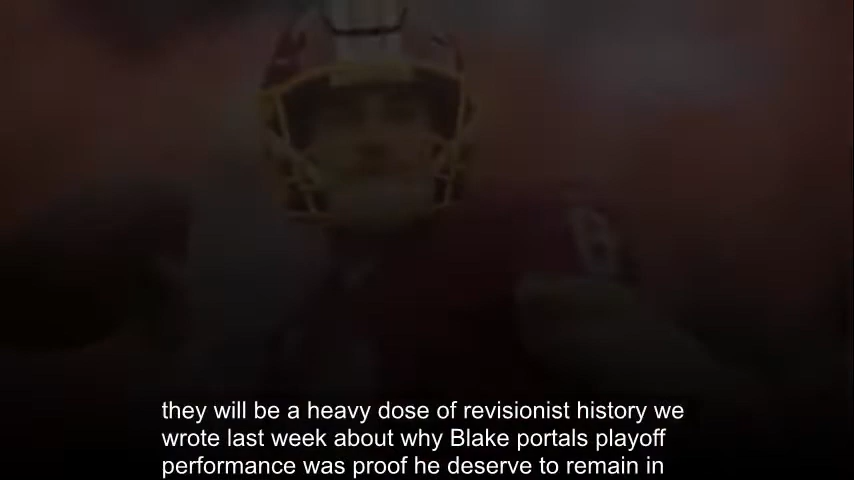 they will be a heavy dose of revisionist history we
wrote last week about why Blake portals playoff
performance was proof he deserve to remain in